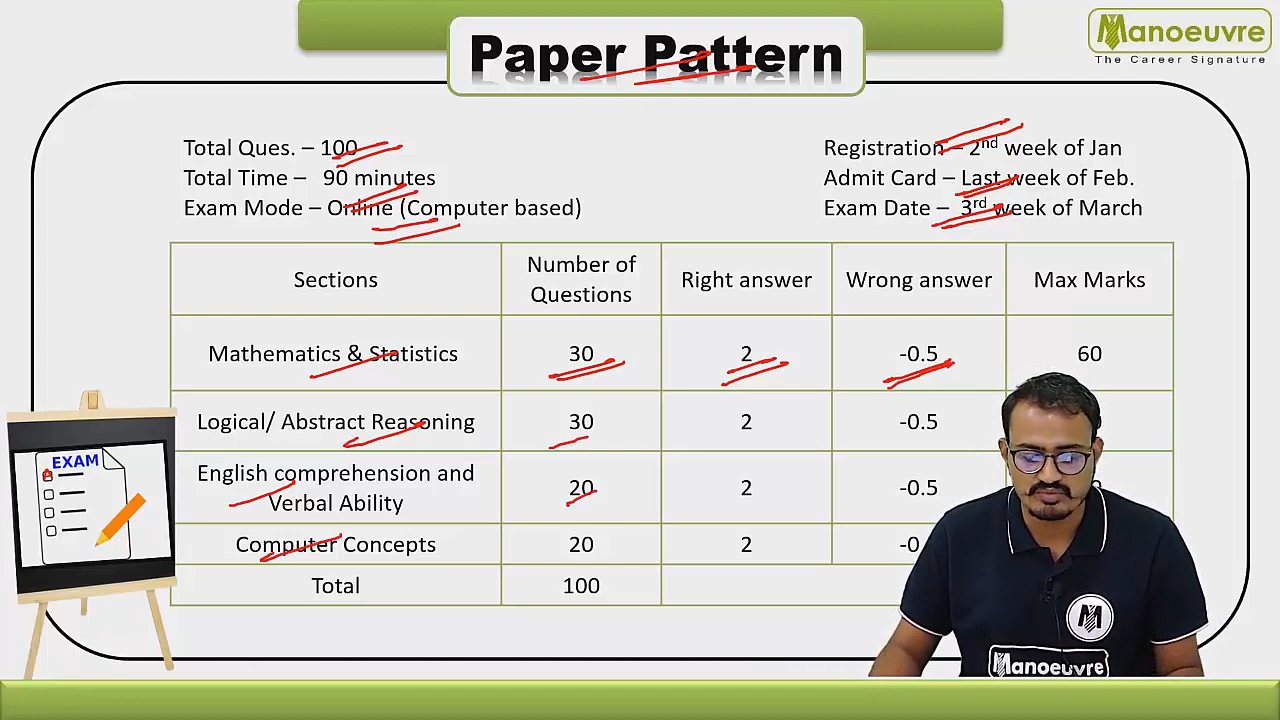 Paper Pattern
Manoeuvre
The Career Signature
Total Ques. – 100
Total Time – 90 minutes
Exam Mode – Online (Computer based)
Registration – 2nd week of Jan
Admit Card – Last week of Feb.
Exam Date – 3rd week of March
Sections
Number of
Questions
Right answer
Wrong answer
Max Marks
Mathematics & Statistics
30
2
-0.5
60
Logical/ Abstract Reasoning
30
2
-0.5
English comprehension and
Verbal Ability
20
2
-0.5
Computer Concepts
20
2
Total
100
EXAM
M
Manoeuvre